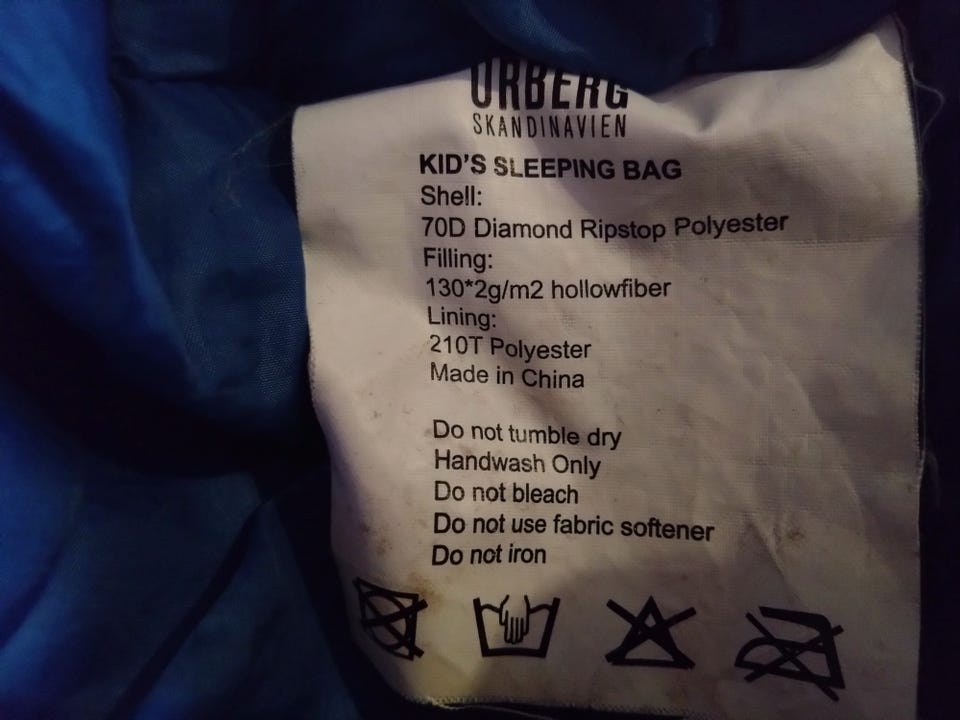 URBERG
SKANDINAVIEN
KID'S SLEEPING BAG
Shell:
70D Diamond Ripstop Polyester
Filling:
130*2g/m2 hollowfiber
Lining:
210T Polyester
Made in China
Do not tumble dry
Handwash Only
Do not bleach
Do not use fabric softener
Do not iron